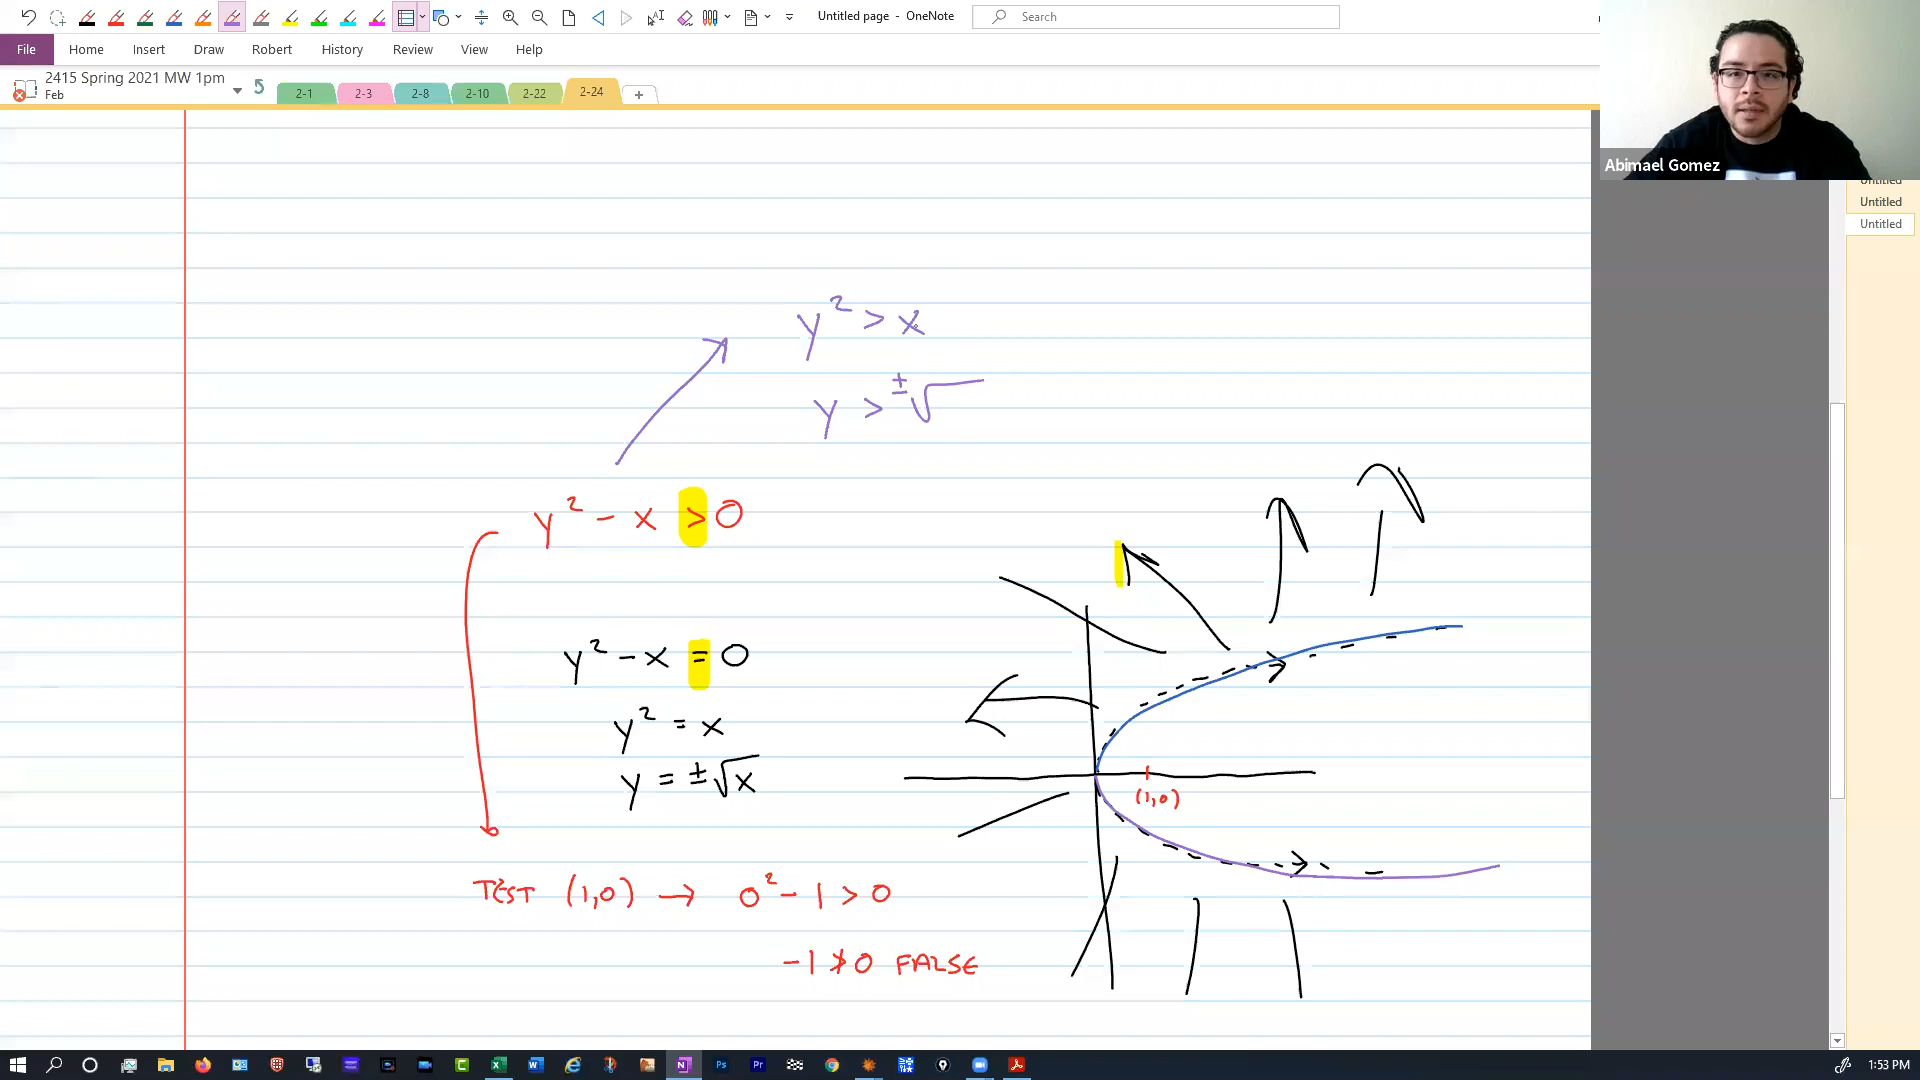 Untitled page - OneNote
Search
File Home Insert Draw Robert History Review View Help
2415 Spring 2021 MW 1pm
Feb
2-1 2-3 2-8 2-10 2-22 2-24 +
Abimael Gomez
Untitled
Untitled
Untitled
y² > x
y > ±√
y² - x > 0
y² - x = 0
y² = x
y = ±√x
(1,0)
TEST (1,0) → 0² - 1 > 0
-1 ≯ 0 FALSE
1:53 PM